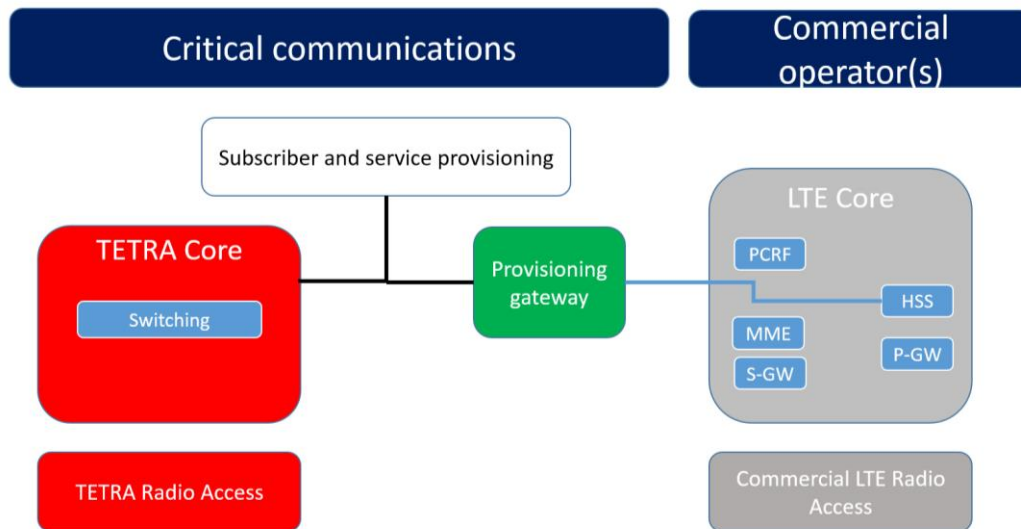 Critical communications
Commercial
operator(s)
Subscriber and service provisioning
TETRA Core
Switching
Provisioning
gateway
LTE Core
PCRF
HSS
MME
P-GW
S-GW
TETRA Radio Access
Commercial LTE Radio
Access